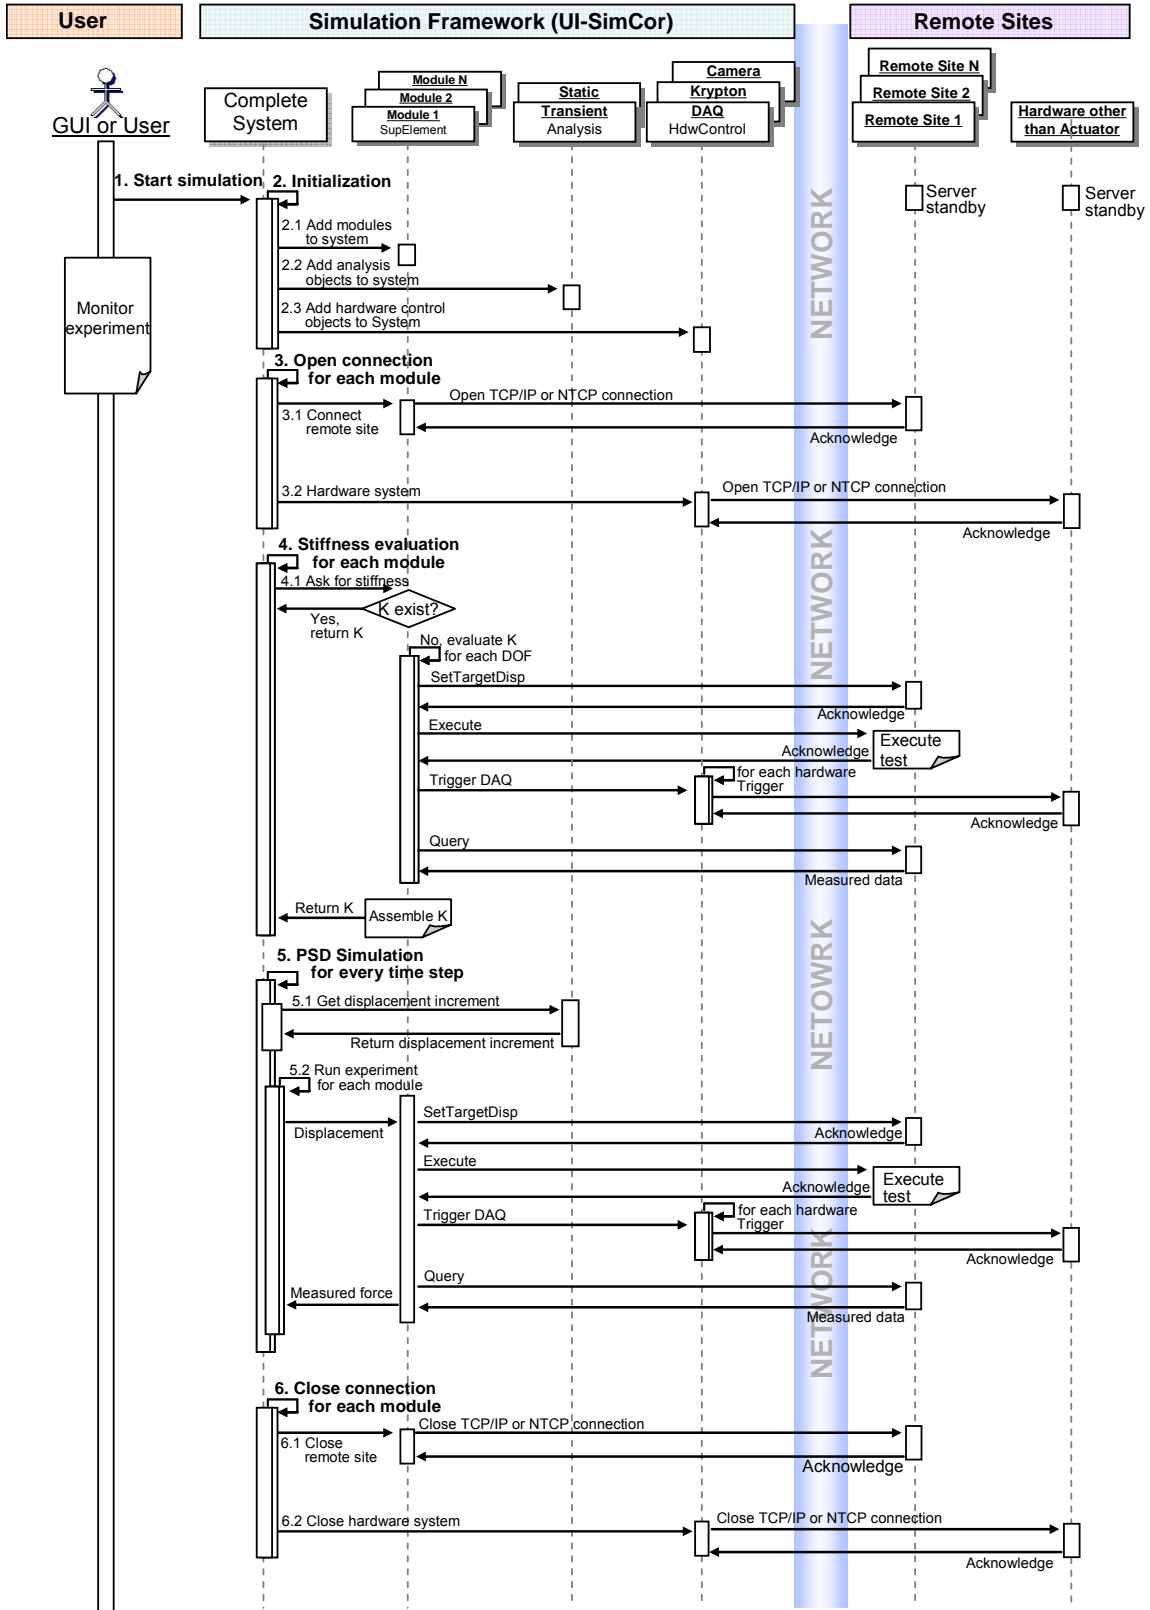 User
Simulation Framework (UI-SimCor)
Remote Sites
GUI or User
Complete
System
Module N
Module 2
Module 1
SupElement
Static
Transient
Analysis
Camera
Krypton
DAQ
HdwControl
Remote Site N
Remote Site 2
Remote Site 1
Hardware other
than Actuator
1. Start simulation
2. Initialization
Server
standby
Server
standby
2.1 Add modules
to system
2.2 Add analysis
objects to system
2.3 Add hardware control
objects to System
Monitor
experiment
NETWORK
3. Open connection
for each module
Open TCP/IP or NTCP connection
3.1 Connect
remote site
Acknowledge
3.2 Hardware system
Open TCP/IP or NTCP connection
Acknowledge
4. Stiffness evaluation
for each module
4.1 Ask for stiffness
K exist?
Yes,
return K
No, evaluate K
for each DOF
NETWORK
SetTargetDisp
Acknowledge
Execute
Execute
test
Acknowledge
for each hardware
Trigger DAQ
Trigger
Acknowledge
Query
Measured data
Return K
Assemble K
NETOWRK
5. PSD Simulation
for every time step
5.1 Get displacement increment
Return displacement increment
5.2 Run experiment
for each module
SetTargetDisp
Displacement
Acknowledge
Execute
Execute
test
Acknowledge
for each hardware
Trigger DAQ
Trigger
Acknowledge
Query
Measured force
Measured data
NETWORK
6. Close connection
for each module
Close TCP/IP or NTCP connection
6.1 Close
remote site
Acknowledge
6.2 Close hardware system
Close TCP/IP or NTCP connection
Acknowledge